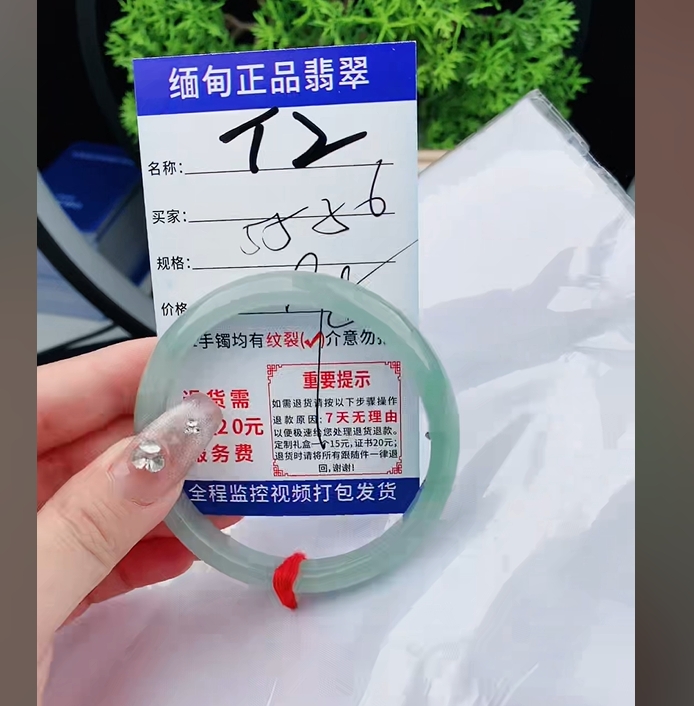 缅甸正品翡翠
名称:
T2
买家:
规格:
价格
手镯均有纹裂(✓)介意勿
重要提示
如需退货请按以下步骤操作
退款原因:7天无理由
以便极速给您处理退货退款。
定制礼盒一个15元,证书20元;
退货时请将所有跟随件一律退
回,谢谢!
退货需
20元
服务费
全程监控视频打包发货